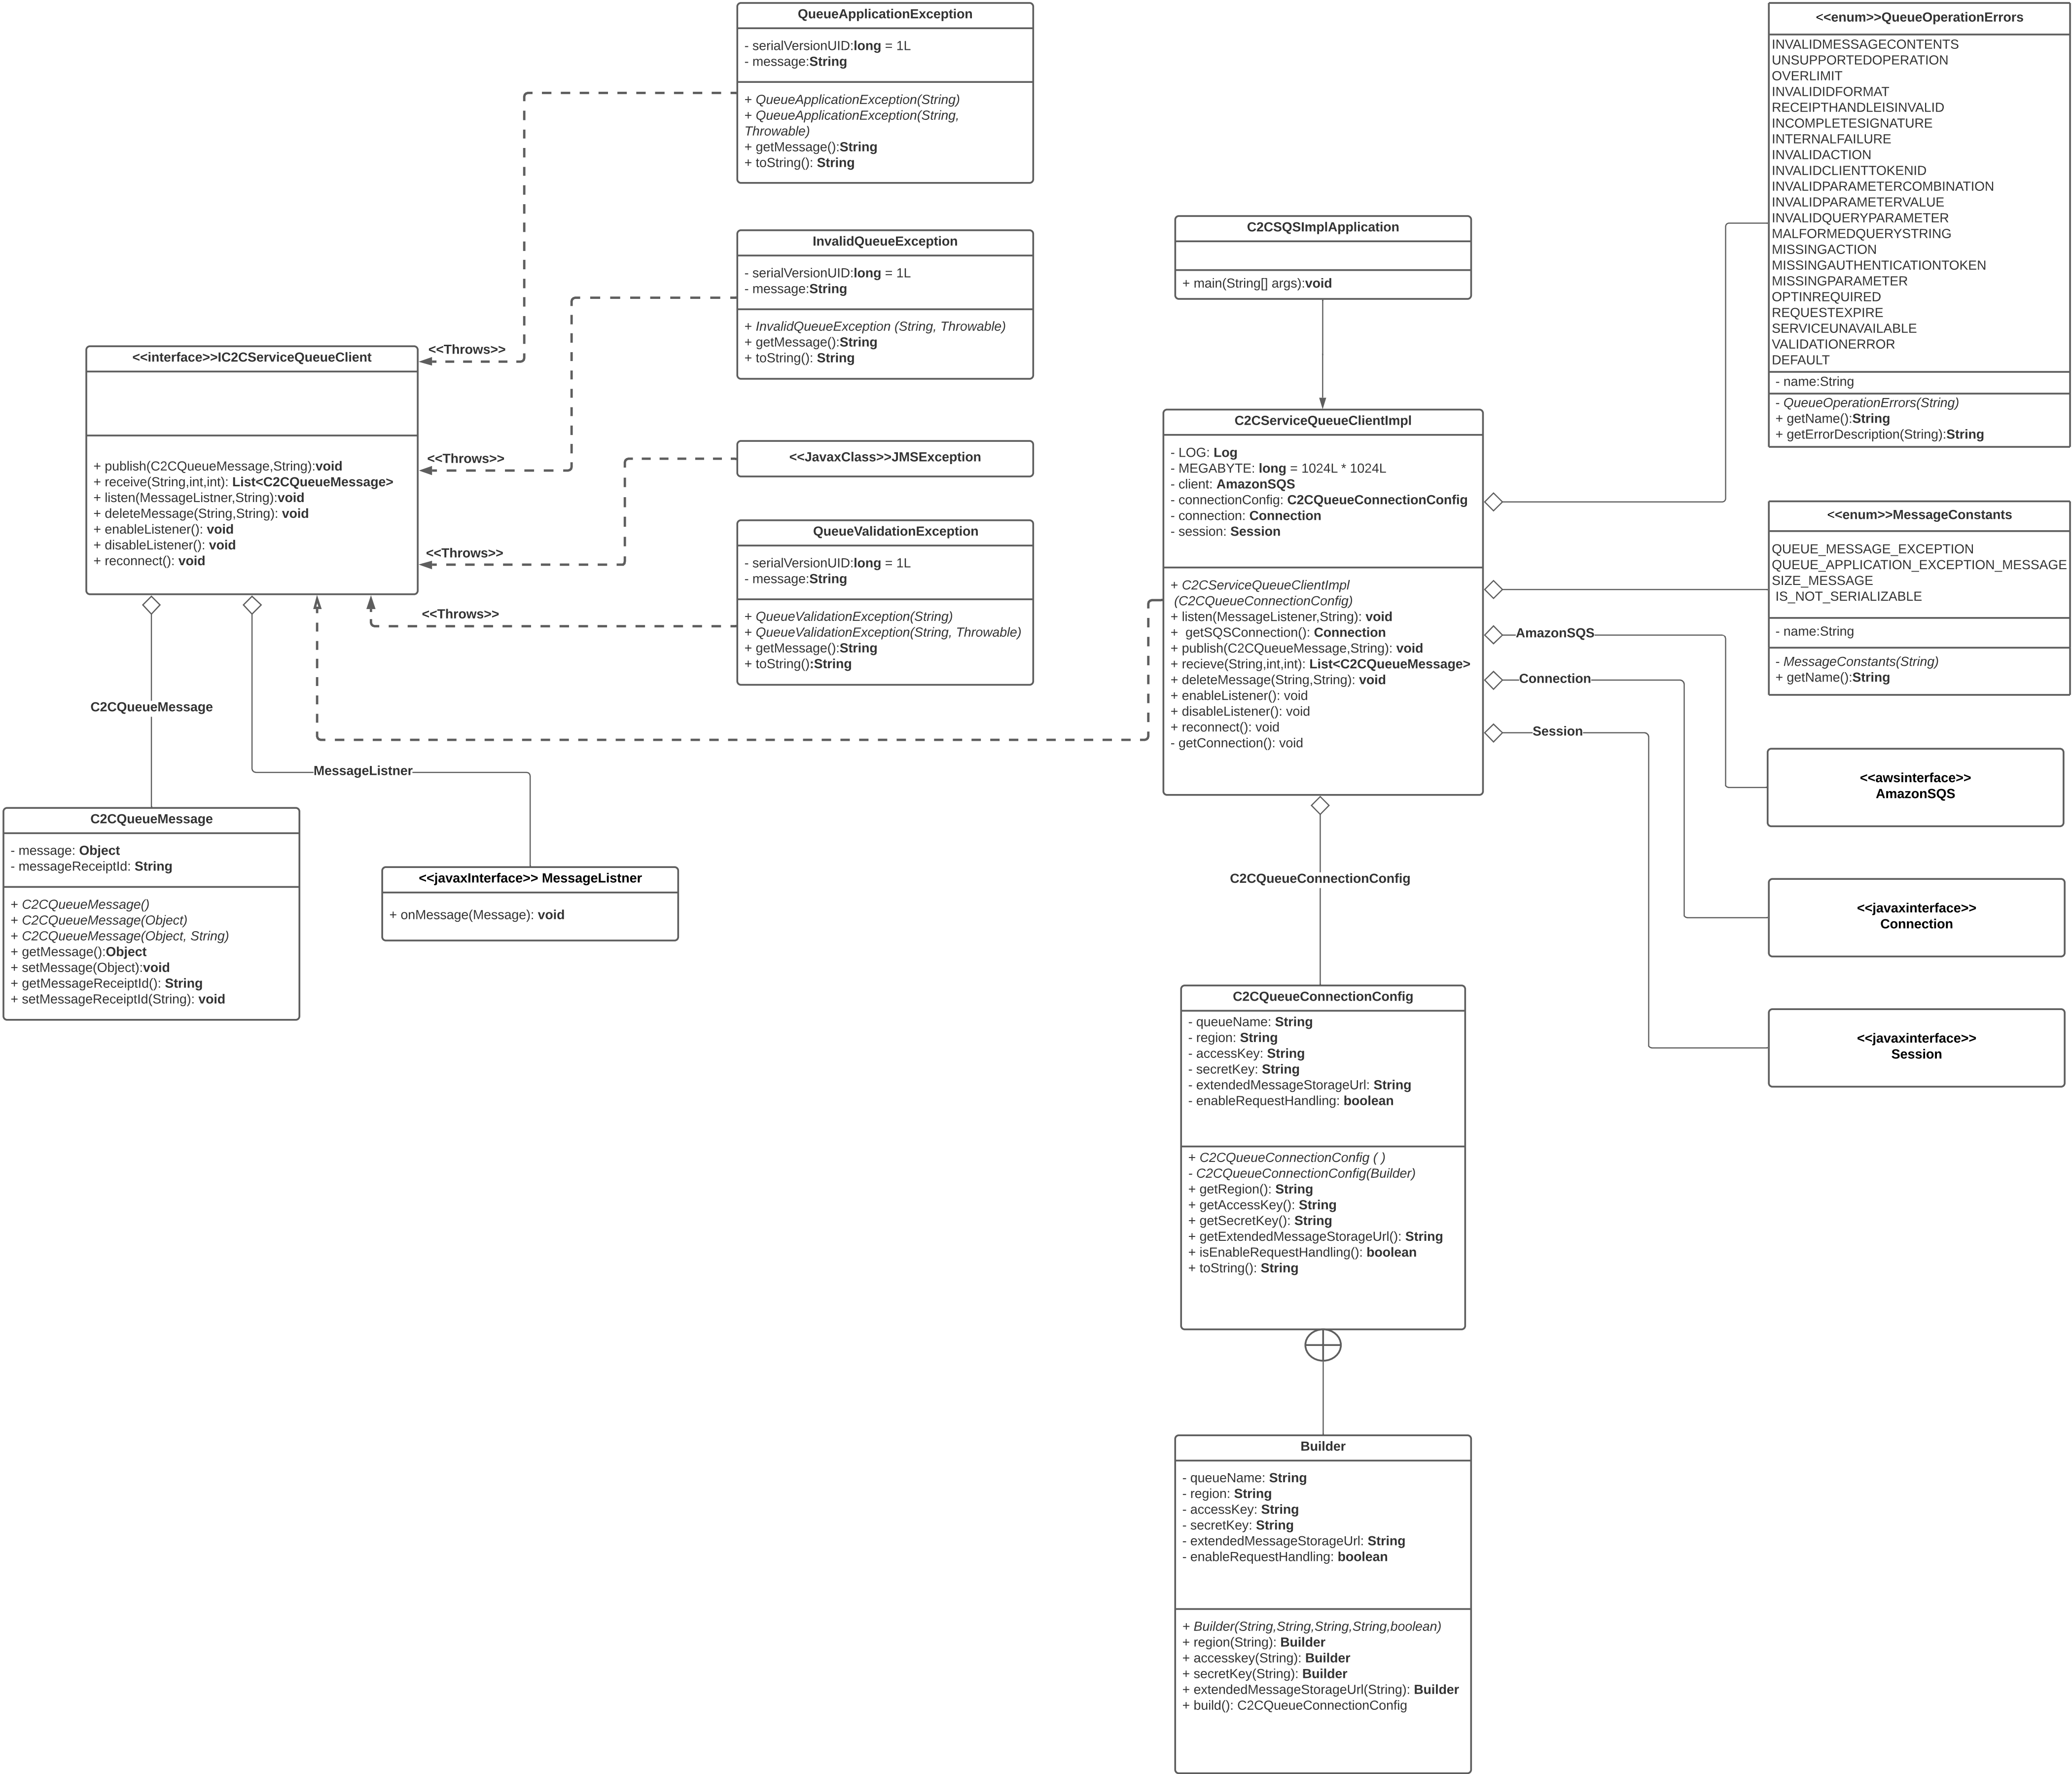 QueueApplicationException
- serialVersionUID:long = 1L
- message:String
+ QueueApplicationException(String)
+ QueueApplicationException(String,
Throwable)
+ getMessage():String
+ toString(): String
InvalidQueueException
- serialVersionUID:long = 1L
- message:String
+ InvalidQueueException (String, Throwable)
+ getMessage():String
+ toString(): String
<<JavaxClass>>JMSException
QueueValidationException
- serialVersionUID:long = 1L
- message:String
+ QueueValidationException(String)
+ QueueValidationException(String, Throwable)
+ getMessage():String
+ toString():String
<<Throws>>
<<Throws>>
<<Throws>>
<<Throws>>
<<interface>>IC2CServiceQueueClient
+ publish(C2CQueueMessage,String):void
+ receive(String,int,int): List<C2CQueueMessage>
+ listen(MessageListner,String):void
+ deleteMessage(String,String): void
+ enableListener(): void
+ disableListener(): void
+ reconnect(): void
C2CQueueMessage
MessageListner
C2CQueueMessage
- message: Object
- messageReceiptId: String
+ C2CQueueMessage()
+ C2CQueueMessage(Object)
+ C2CQueueMessage(Object, String)
+ getMessage():Object
+ setMessage(Object):void
+ getMessageReceiptId(): String
+ setMessageReceiptId(String): void
<<javaxInterface>> MessageListner
+ onMessage(Message): void
C2CSQSImplApplication
+ main(String[] args):void
C2CServiceQueueClientImpl
- LOG: Log
- MEGABYTE: long = 1024L * 1024L
- client: AmazonSQS
- connectionConfig: C2CQueueConnectionConfig
- connection: Connection
- session: Session
+ C2CServiceQueueClientImpl
(C2CQueueConnectionConfig)
+ listen(MessageListener,String): void
+  getSQSConnection(): Connection
+ publish(C2CQueueMessage,String): void
+ recieve(String,int,int): List<C2CQueueMessage>
+ deleteMessage(String,String): void
+ enableListener(): void
+ disableListener(): void
+ reconnect(): void
- getConnection(): void
AmazonSQS
Connection
Session
C2CQueueConnectionConfig
C2CQueueConnectionConfig
- queueName: String
- region: String
- accessKey: String
- secretKey: String
- extendedMessageStorageUrl: String
- enableRequestHandling: boolean
+ C2CQueueConnectionConfig ( )
- C2CQueueConnectionConfig(Builder)
+ getRegion(): String
+ getAccessKey(): String
+ getSecretKey(): String
+ getExtendedMessageStorageUrl(): String
+ isEnableRequestHandling(): boolean
+ toString(): String
Builder
- queueName: String
- region: String
- accessKey: String
- secretKey: String
- extendedMessageStorageUrl: String
- enableRequestHandling: boolean
+ Builder(String,String,String,String,boolean)
+ region(String): Builder
+ accesskey(String): Builder
+ secretKey(String): Builder
+ extendedMessageStorageUrl(String): Builder
+ build(): C2CQueueConnectionConfig
<<enum>>QueueOperationErrors
INVALIDMESSAGECONTENTS
UNSUPPORTEDOPERATION
OVERLIMIT
INVALIDIDFORMAT
RECEIPTHANDLEISINVALID
INCOMPLETESIGNATURE
INTERNALFAILURE
INVALIDACTION
INVALIDCLIENTTOKENID
INVALIDPARAMETERCOMBINATION
INVALIDPARAMETERVALUE
INVALIDQUERYPARAMETER
MALFORMEDQUERYSTRING
MISSINGACTION
MISSINGAUTHENTICATIONTOKEN
MISSINGPARAMETER
OPTINREQUIRED
REQUESTEXPIRE
SERVICEUNAVAILABLE
VALIDATIONERROR
DEFAULT
- name:String
- QueueOperationErrors(String)
+ getName():String
+ getErrorDescription(String):String
<<enum>>MessageConstants
QUEUE_MESSAGE_EXCEPTION
QUEUE_APPLICATION_EXCEPTION_MESSAGE
SIZE_MESSAGE
IS_NOT_SERIALIZABLE
- name:String
- MessageConstants(String)
+ getName():String
<<awsinterface>>
AmazonSQS
<<javaxinterface>>
Connection
<<javaxinterface>>
Session